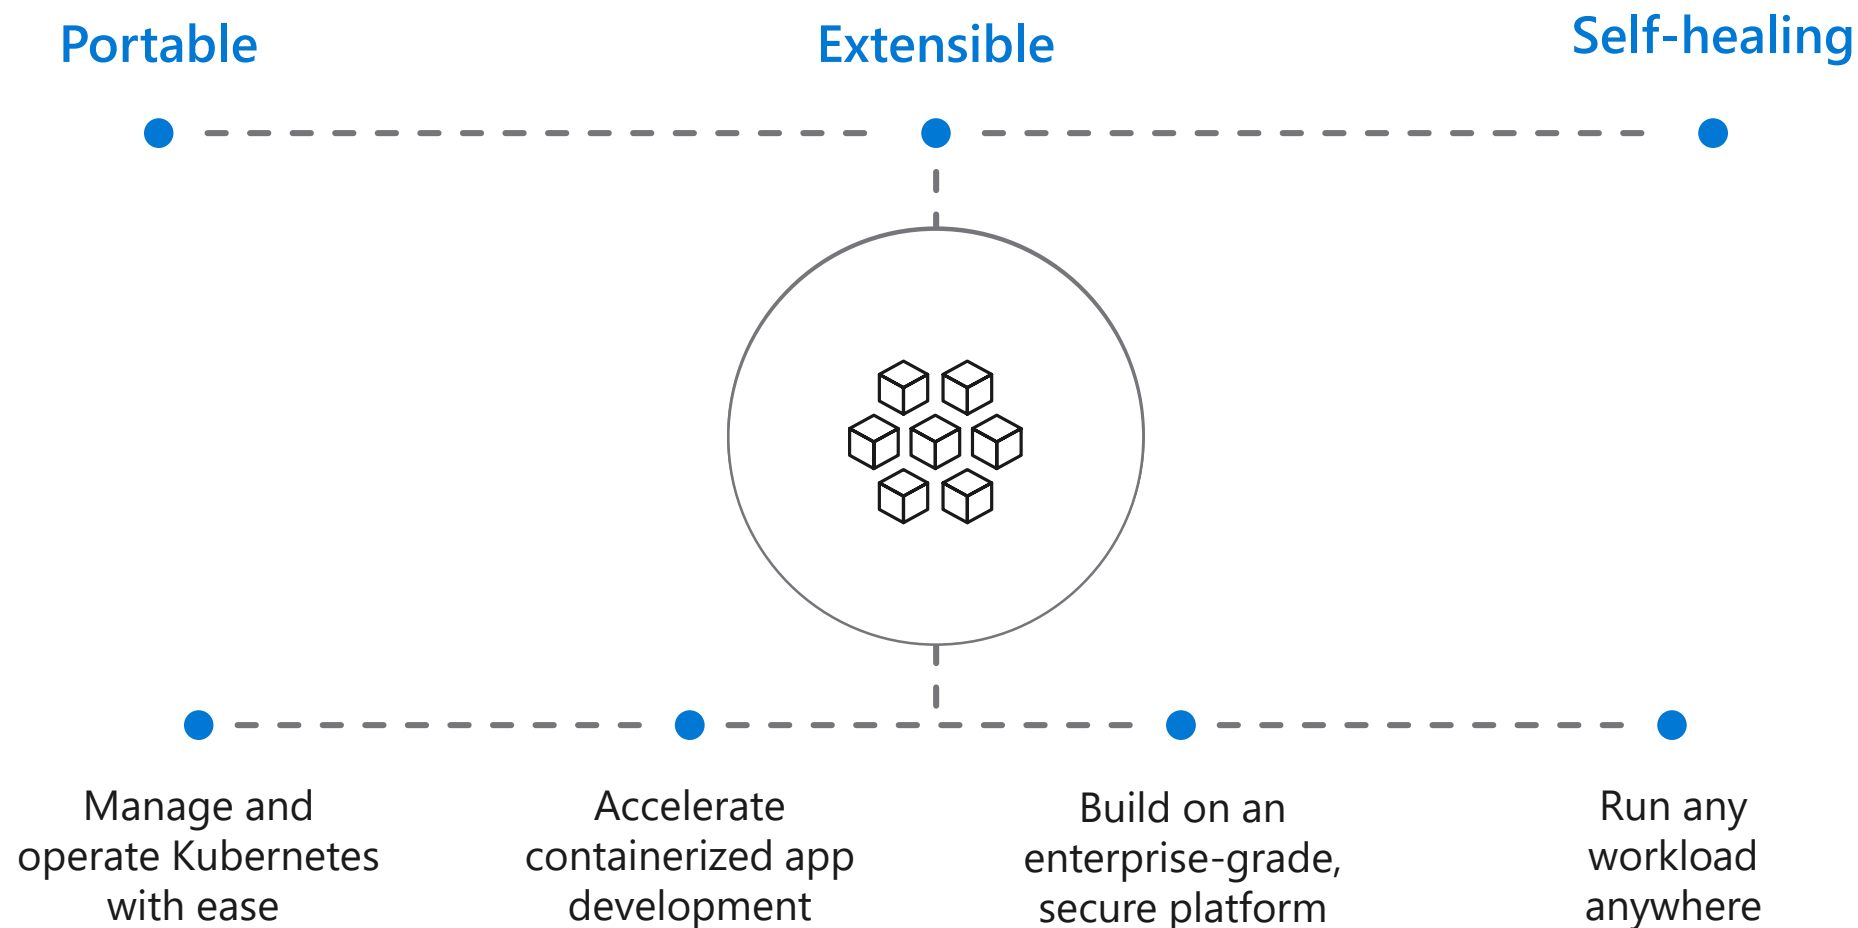 Portable
Extensible
Self-healing
Manage and
operate Kubernetes
with ease
Accelerate
containerized app
development
Build on an
enterprise-grade,
secure platform
Run any
workload
anywhere